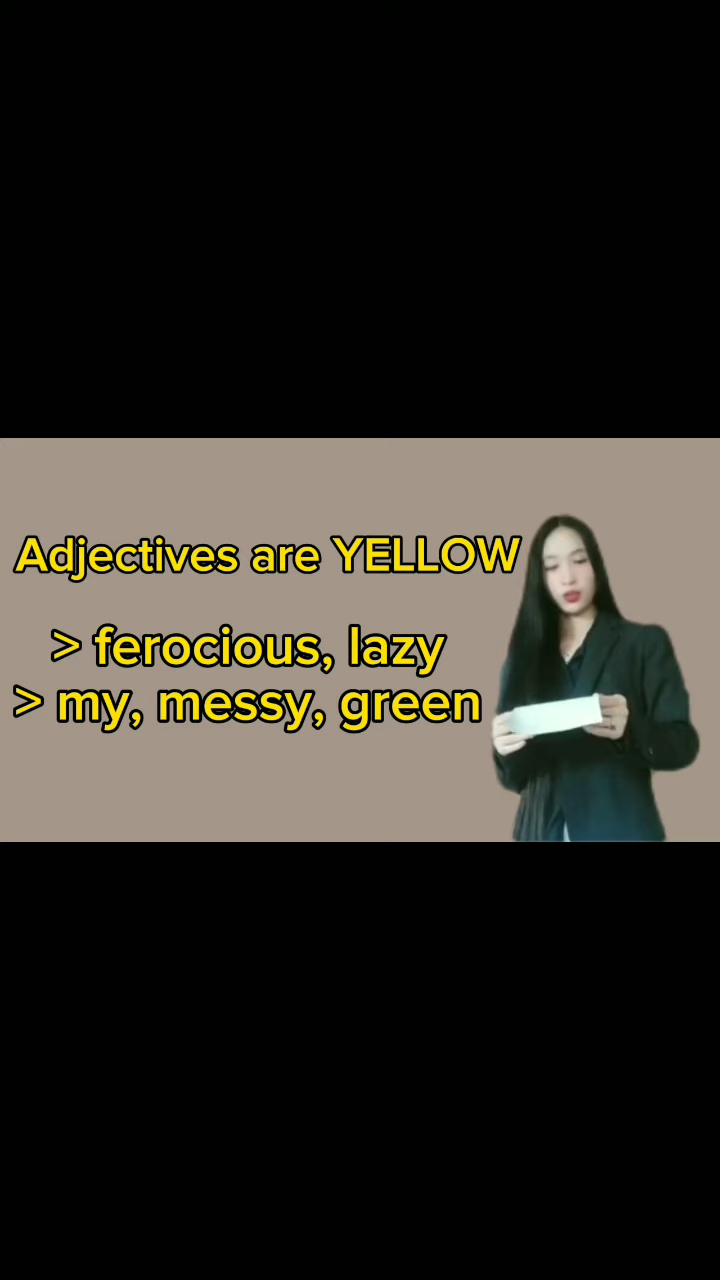 Adjectives are YELLOW
> ferocious, lazy
> my, messy, green